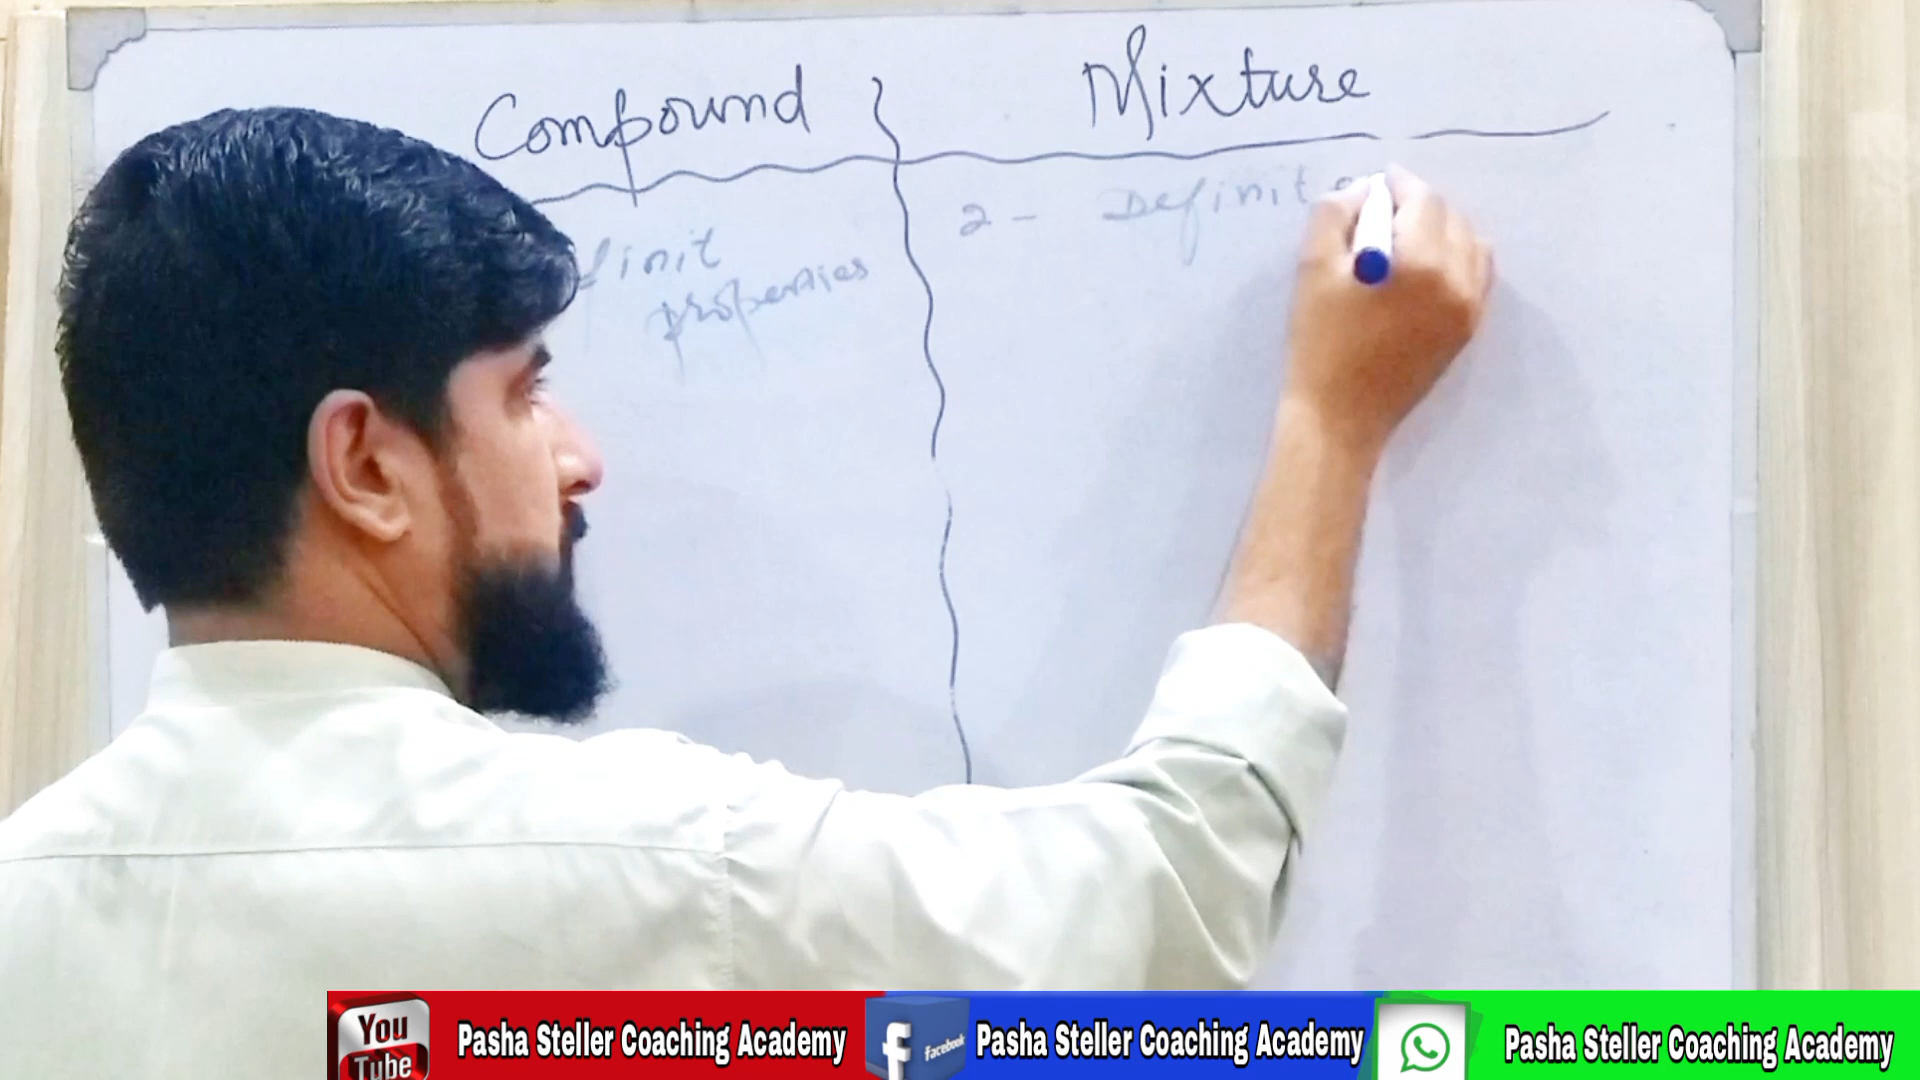 Compound
Mixture
finit
properties
2 - Definit
You
Tube
Pasha Steller Coaching Academy
facebook
Pasha Steller Coaching Academy
Pasha Steller Coaching Academy